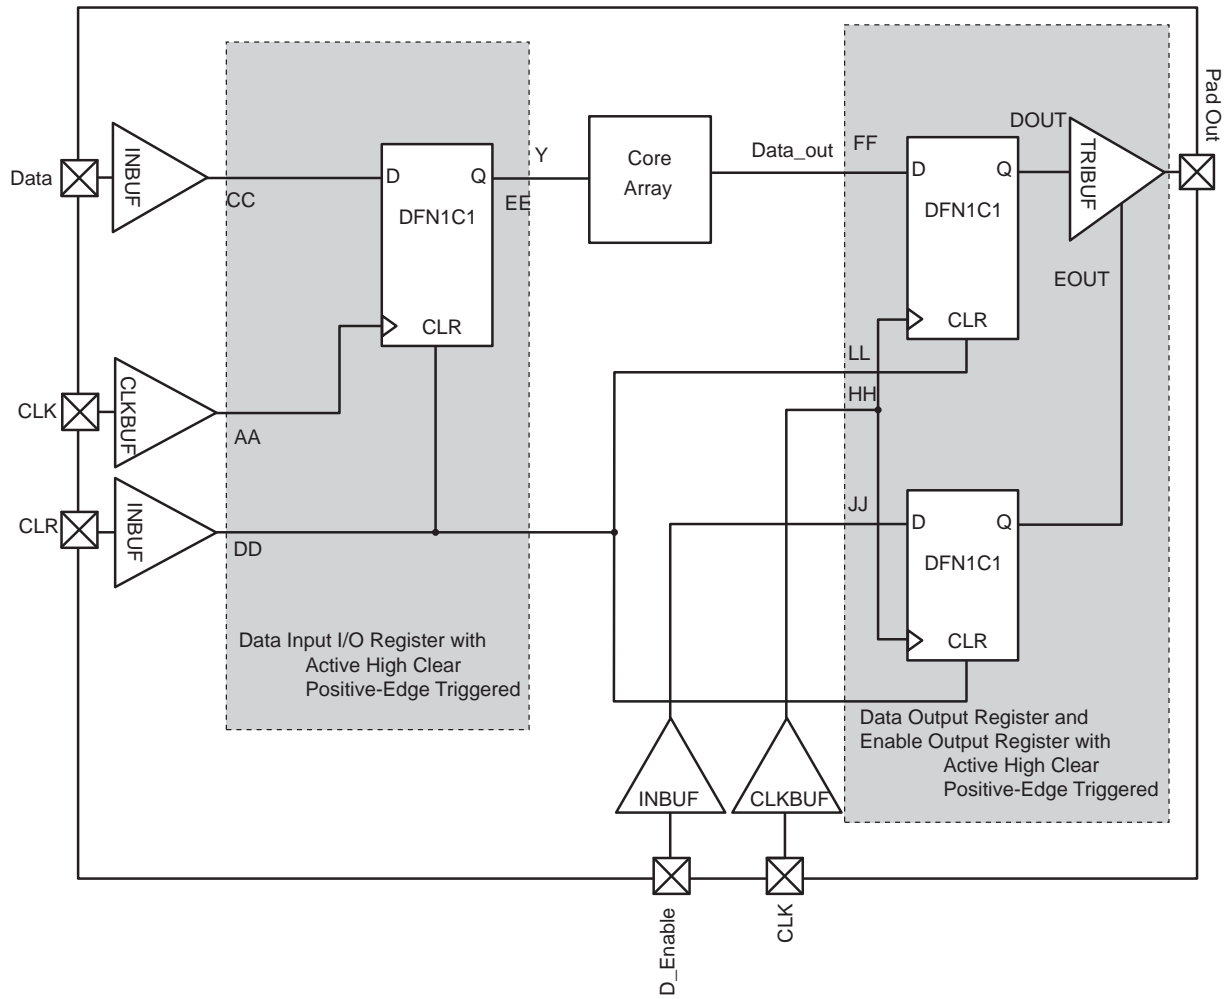 Data
INBUF
CC
D
Q
DFN1C1
CLR
Y
EE
Core
Array
Data_out
FF
D
Q
DFN1C1
CLR
DOUT
TRIBUF
Pad Out
EOUT
CLK
CLKBUF
AA
LL
HH
CLR
INBUF
DD
JJ
D
Q
DFN1C1
CLR
Data Input I/O Register with
Active High Clear
Positive-Edge Triggered
Data Output Register and
Enable Output Register with
Active High Clear
Positive-Edge Triggered
INBUF
CLKBUF
D_Enable
CLK